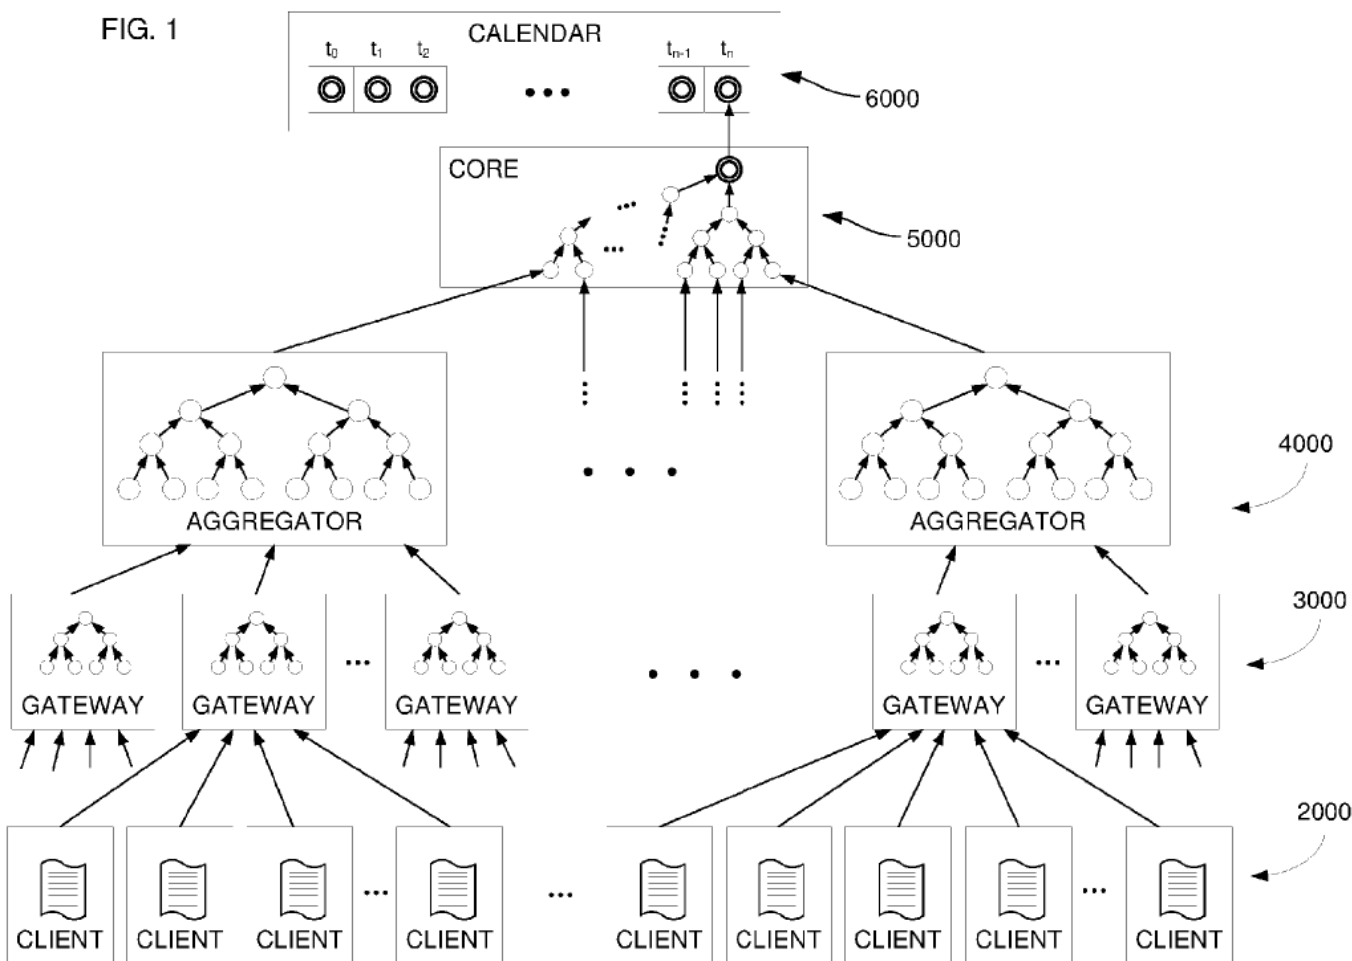 FIG. 1
CALENDAR
t0 t1 t2 ••• tn-1 tn
6000
CORE
5000
4000
AGGREGATOR AGGREGATOR
3000
GATEWAY GATEWAY ••• GATEWAY GATEWAY ••• GATEWAY
2000
CLIENT CLIENT CLIENT ••• CLIENT ••• CLIENT CLIENT CLIENT CLIENT ••• CLIENT